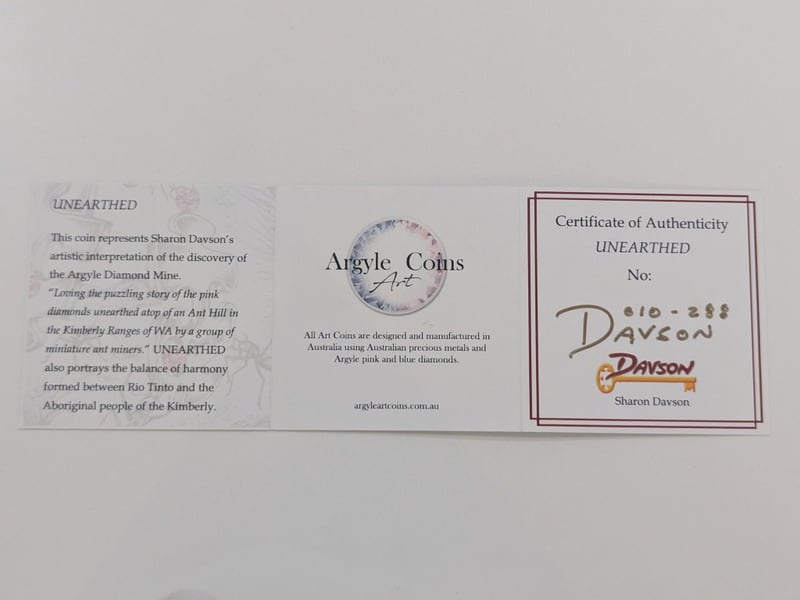 UNEARTHED
This coin represents Sharon Davson's
artistic interpretation of the discovery of
the Argyle Diamond Mine.
"Loving the puzzling story of the pink
diamonds unearthed atop of an Ant Hill in
the Kimberly Ranges of WA by a group of
miniature ant miners." UNEARTHED
also portrays the balance of harmony
formed between Rio Tinto and the
Aboriginal people of the Kimberly.
Argyle Coins
Art
All Art Coins are designed and manufactured in
Australia using Australian precious metals and
Argyle pink and blue diamonds.
argyleartcoins.com.au
Certificate of Authenticity
UNEARTHED
No:
010-288
DAVSON
DAVSON
Sharon Davson